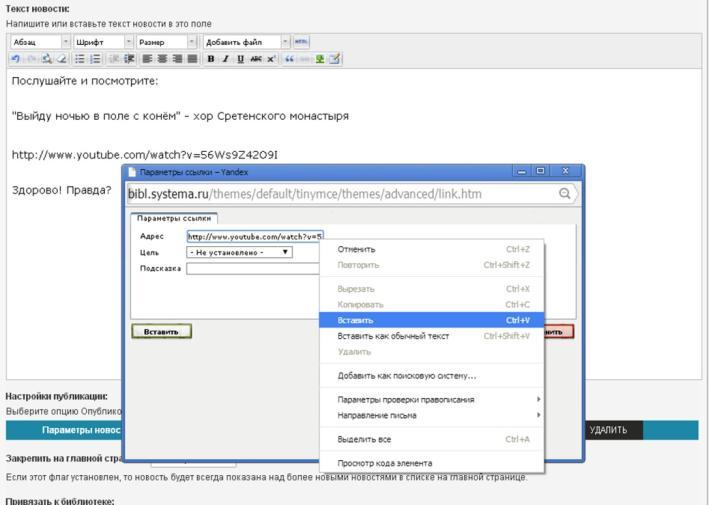 Текст новости:
Напишите или вставьте текст новости в это поле
Абзац Шрифт Размер Добавить файл HTML
B I U ABC x²
Послушайте и посмотрите:
"Выйду ночью в поле с конём" - хор Сретенского монастыря
http://www.youtube.com/watch?v=56Ws9Z42O9I
Здорово! Правда?
Параметры ссылки – Yandex
bibl.systema.ru/themes/default/tinymce/themes/advanced/link.htm
Параметры ссылки
Адрес http://www.youtube.com/watch?v=5
Цель - Не установлено -
Подсказка
Вставить
нить
Отменить Ctrl+Z
Повторить Ctrl+Shift+Z
Вырезать Ctrl+X
Копировать Ctrl+C
Вставить Ctrl+V
Вставить как обычный текст Ctrl+Shift+V
Удалить
Добавить как поисковую систему...
Параметры проверки правописания
Направление письма
Выделить все Ctrl+A
Просмотр кода элемента
Настройки публикации:
Выберите опцию Опублико
Параметры новос УДАЛИТЬ
Закрепить на главной стра
Если этот флаг установлен, то новость будет всегда показана над более новыми новостями в списке на главной странице.
Привязать к библиотеке: